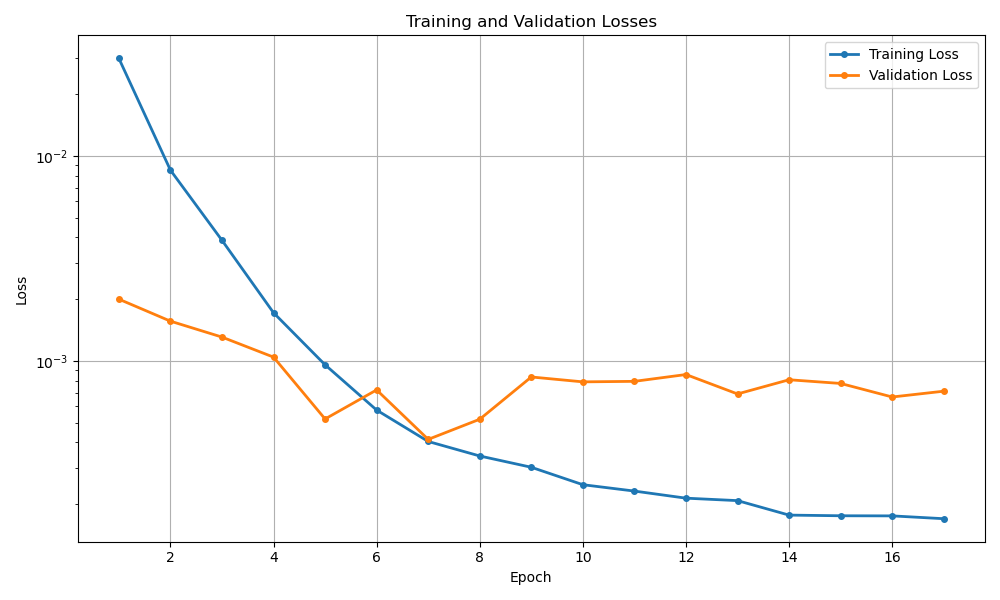 Training and Validation Losses
Training Loss
Validation Loss
10⁻²
10⁻³
Loss
2 4 6 8 10 12 14 16
Epoch